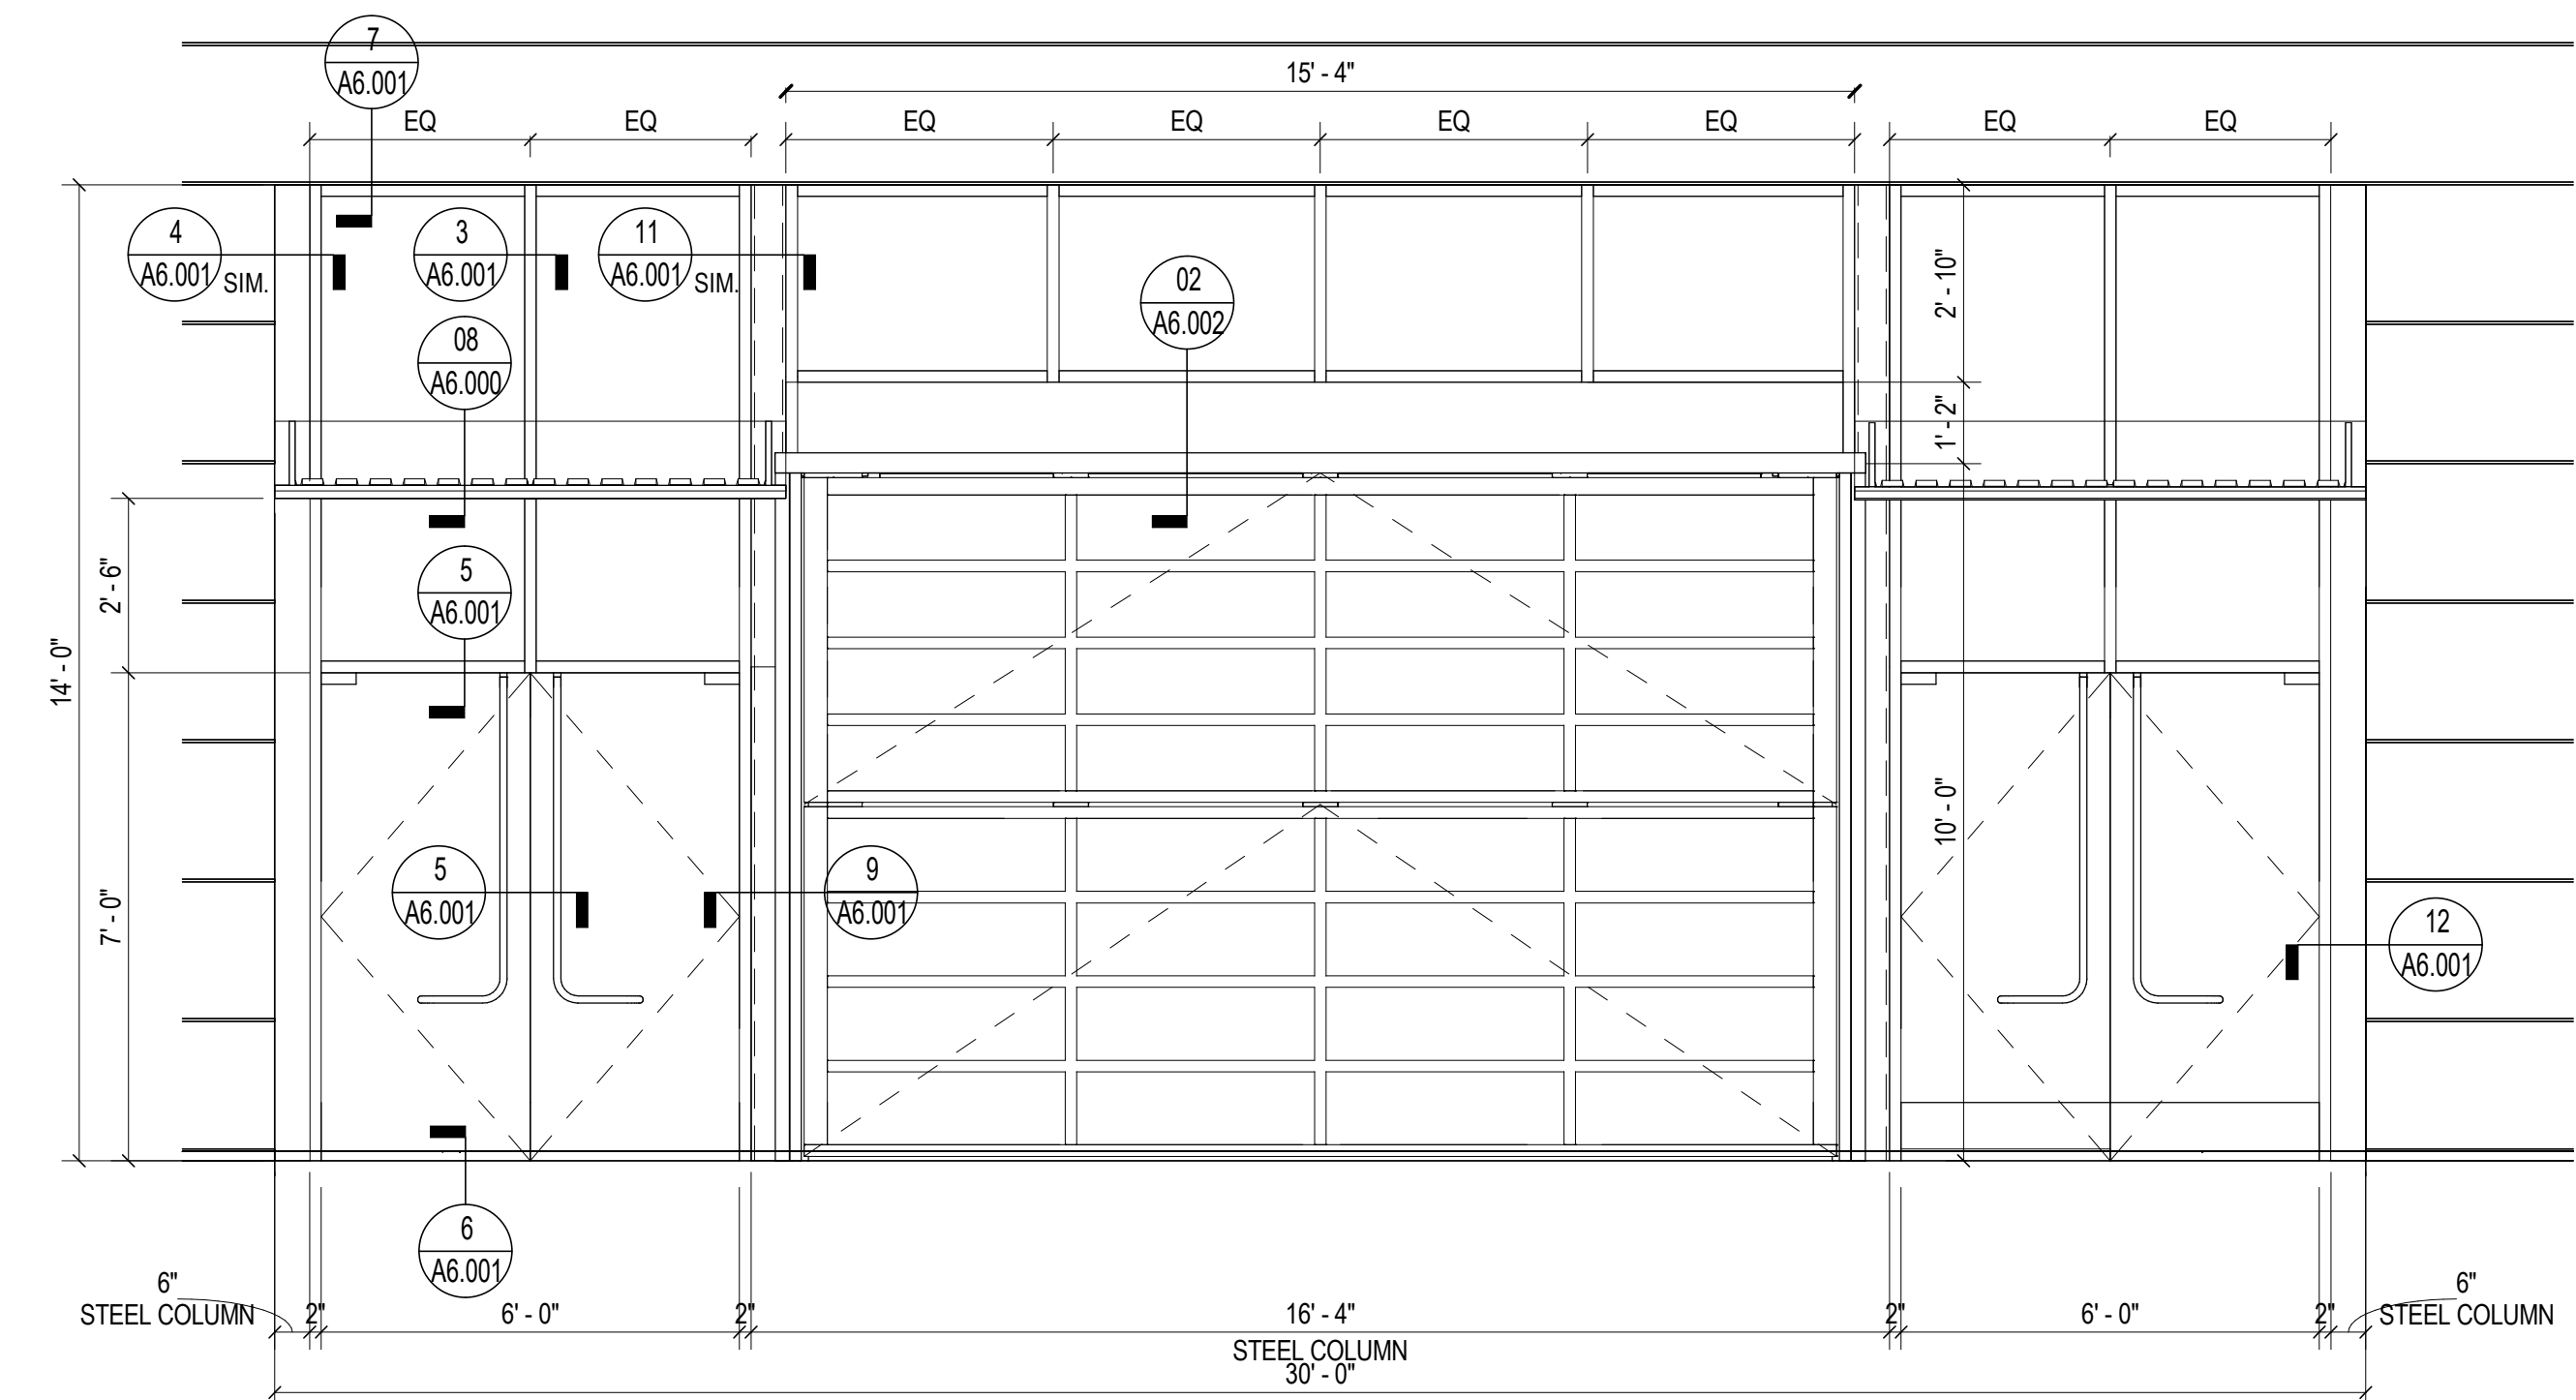 7
A6.001
15' - 4"
EQ EQ EQ EQ EQ EQ EQ EQ
4
A6.001 SIM.
3
A6.001
11
A6.001 SIM.
02
A6.002
2' - 10"
08
A6.000
1' - 2"
2' - 6"
5
A6.001
14' - 0"
10' - 0"
7' - 0"
5
A6.001
9
A6.001
12
A6.001
6
A6.001
6"
STEEL COLUMN
2"
6' - 0"
2"
16' - 4"
STEEL COLUMN
2"
6' - 0"
2"
6"
STEEL COLUMN
30' - 0"